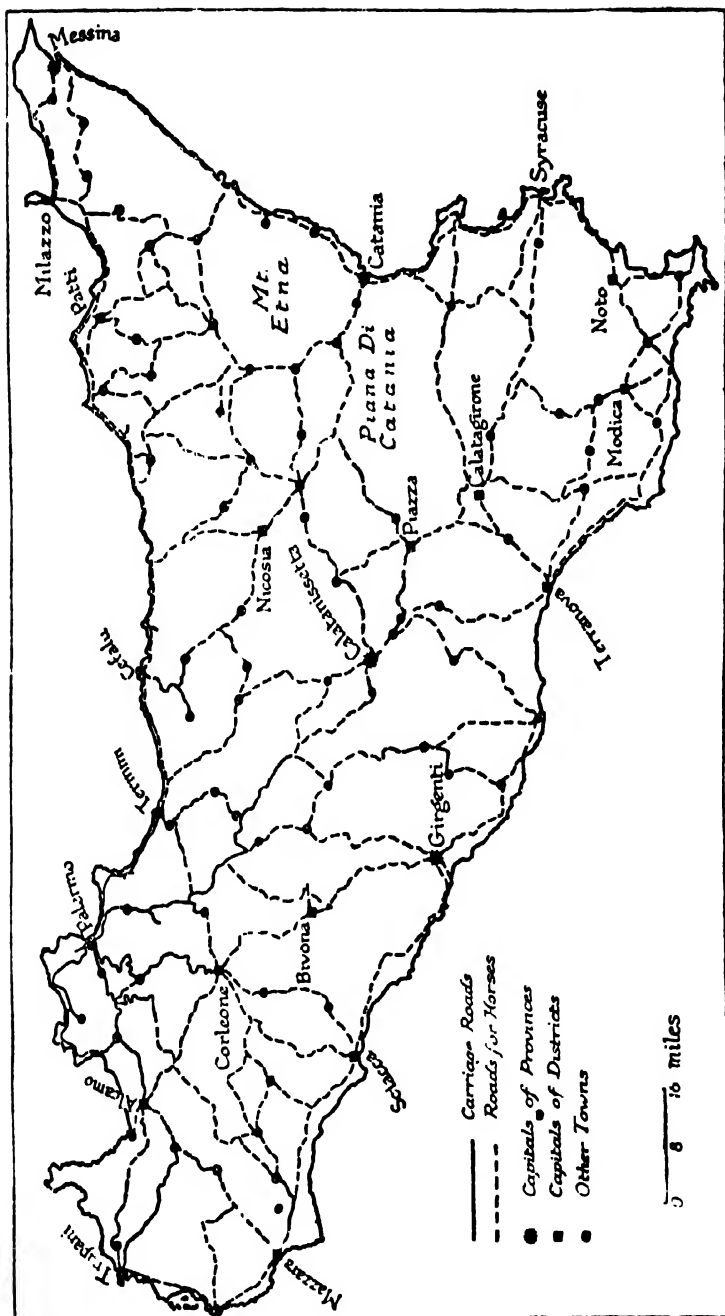 Messina
Milazzo
Patti
Mt.
Etna
Catania
Piana Di
Catania
Syracuse
Noto
Modica
Calatagirone
Piazza
Nicosia
Calatanissetta
Cefalu
Termini
Terranova
Girgenti
Palermo
Bivona
Corleone
Sciacca
Alcamo
Trapani
Mazzara
Carriage Roads
Roads for Horses
Capitals of Provinces
Capitals of Districts
Other Towns
0 8 16 miles